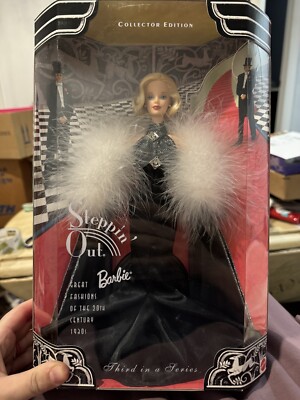 COLLECTOR EDITION
Steppin'
Out.
Barbie®
GREAT
FASHIONS
OF THE 20TH
CENTURY
1930s
Third in a Series